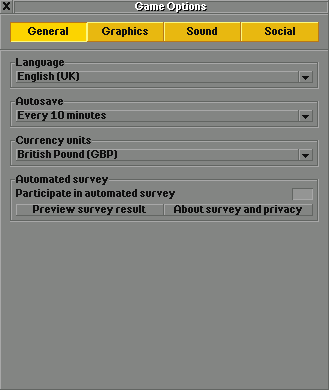 Game Options
General Graphics Sound Social
Language
English (UK)
Autosave
Every 10 minutes
Currency units
British Pound (GBP)
Automated survey
Participate in automated survey
Preview survey result About survey and privacy